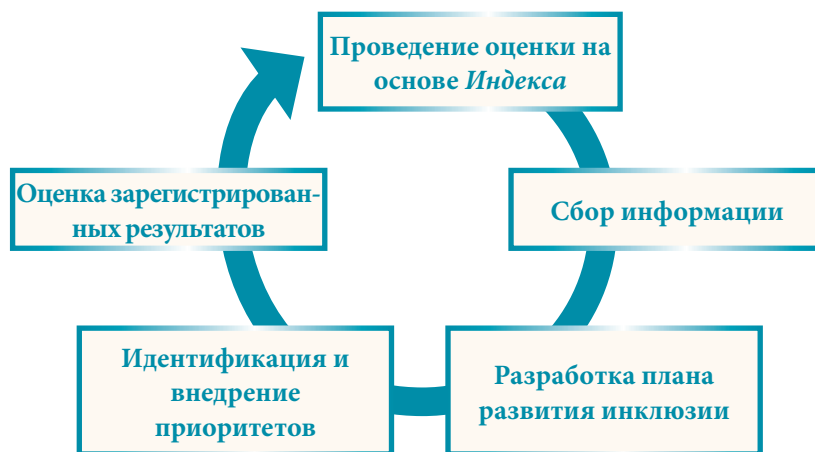 Проведение оценки на
основе Индекса
Сбор информации
Разработка плана
развития инклюзии
Идентификация и
внедрение
приоритетов
Оценка зарегистрирован-
ных результатов